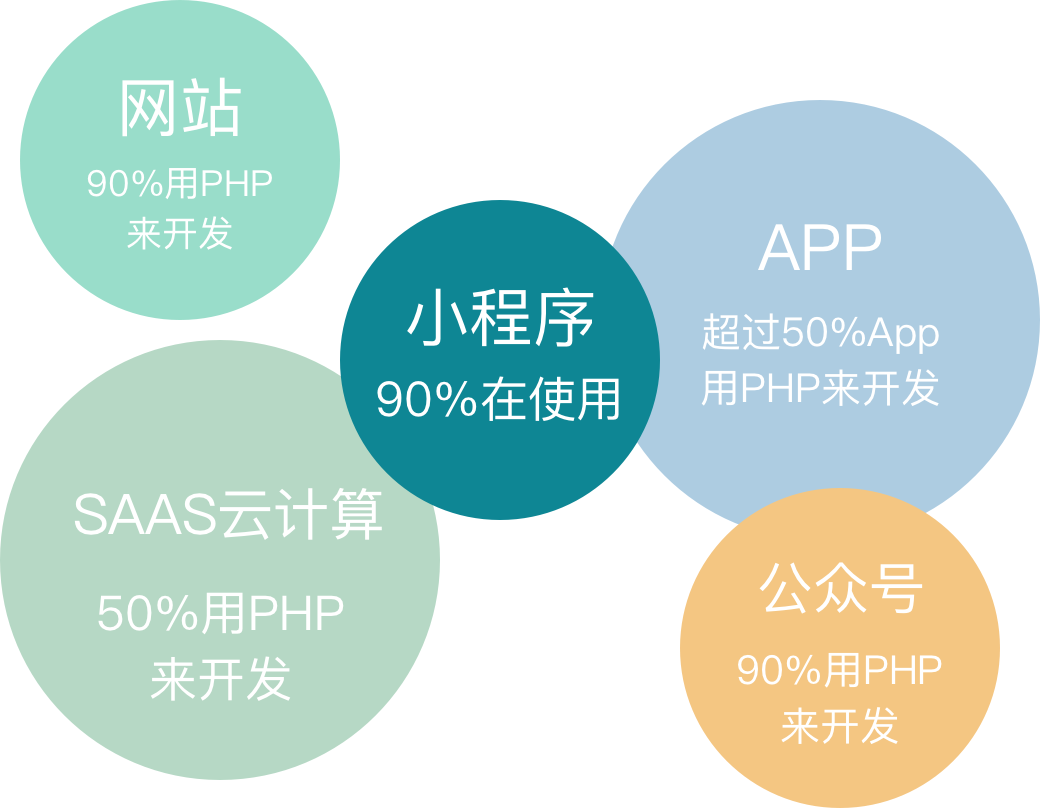 网站
90%用PHP
来开发
小程序
90%在使用
APP
超过50%App
用PHP来开发
SAAS云计算
50%用PHP
来开发
公众号
90%用PHP
来开发